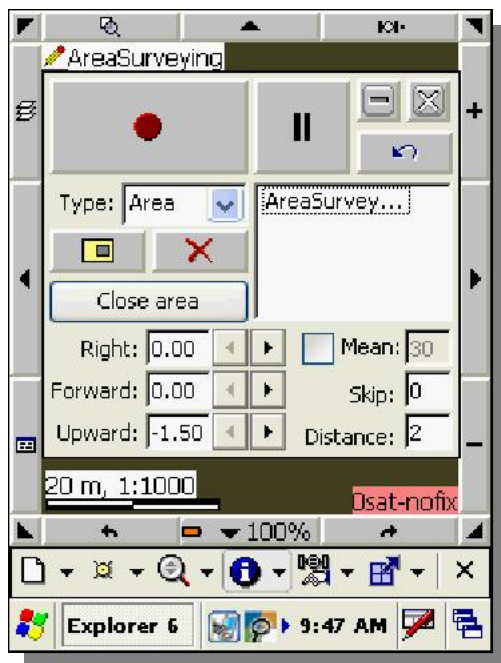 AreaSurveying
Type: Area
AreaSurvey...
Close area
Right: 0.00
Mean: 30
Forward: 0.00
Skip: 0
Upward: -1.50
Distance: 2
20 m, 1:1000
0sat-nofix
100%
Explorer 6
9:47 AM